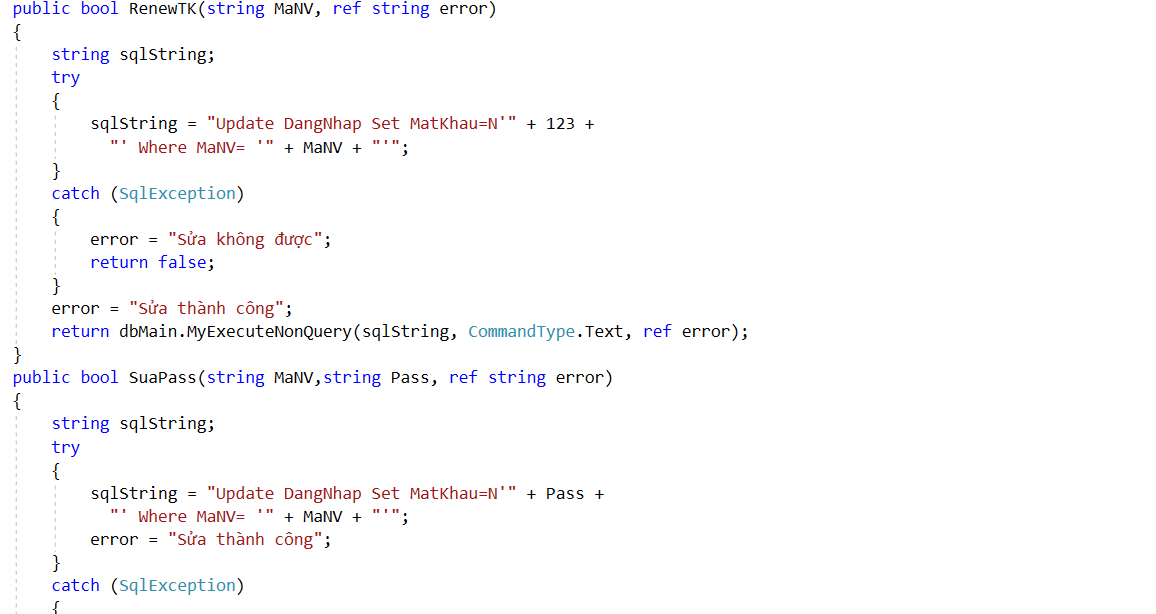 public bool RenewTK(string MaNV, ref string error)
{
string sqlString;
try
{
sqlString = "Update DangNhap Set MatKhau=N'" + 123 +
"' Where MaNV= '" + MaNV + "'";
}
catch (SqlException)
{
error = "Sửa không được";
return false;
}
error = "Sửa thành công";
return dbMain.MyExecuteNonQuery(sqlString, CommandType.Text, ref error);
}
public bool SuaPass(string MaNV,string Pass, ref string error)
{
string sqlString;
try
{
sqlString = "Update DangNhap Set MatKhau=N'" + Pass +
"' Where MaNV= '" + MaNV + "'";
error = "Sửa thành công";
}
catch (SqlException)
{